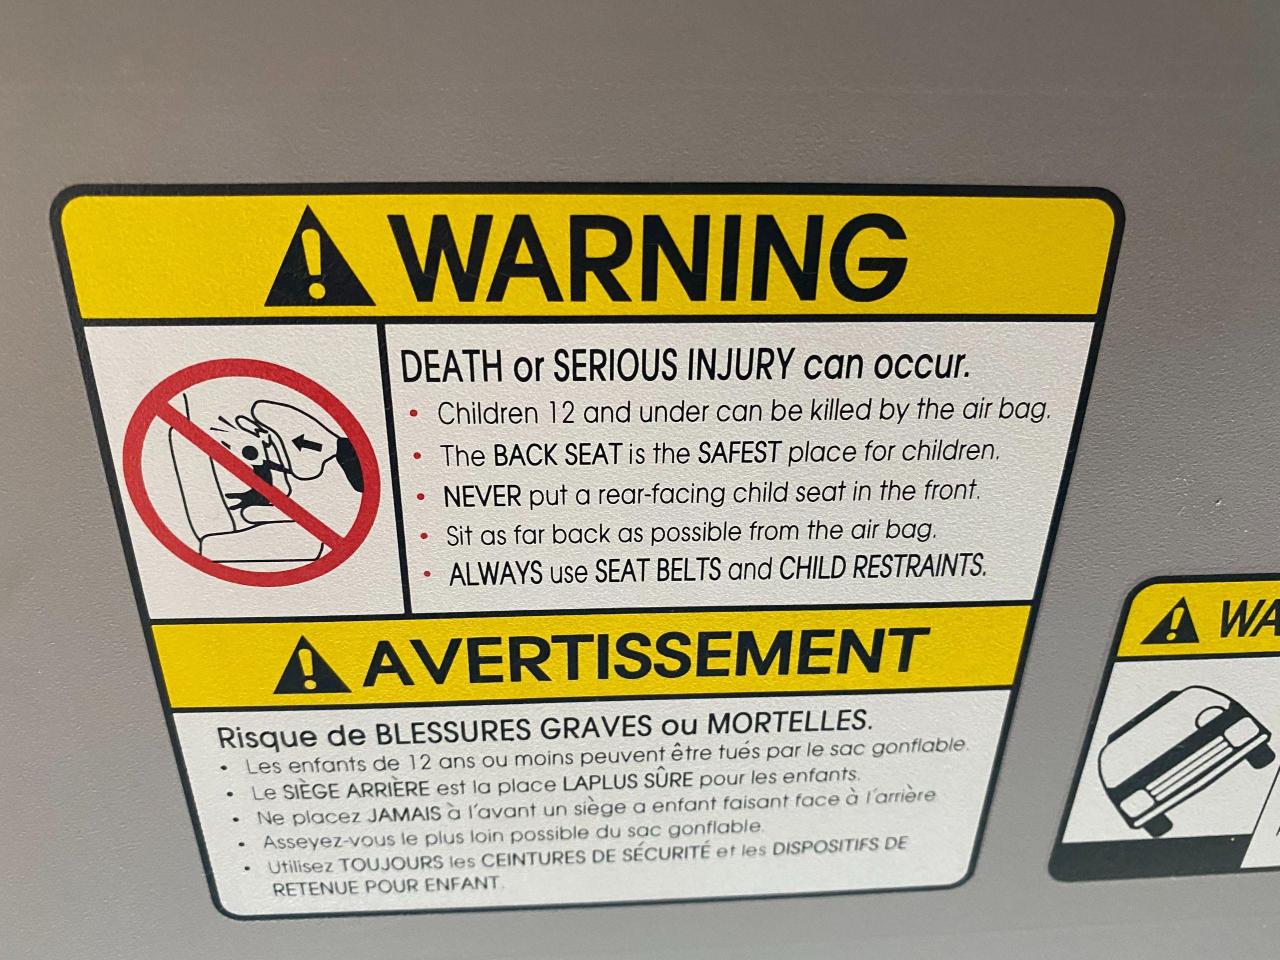 WARNING
DEATH or SERIOUS INJURY can occur.
• Children 12 and under can be killed by the air bag.
• The BACK SEAT is the SAFEST place for children.
• NEVER put a rear-facing child seat in the front.
• Sit as far back as possible from the air bag.
• ALWAYS use SEAT BELTS and CHILD RESTRAINTS.
AVERTISSEMENT
Risque de BLESSURES GRAVES ou MORTELLES.
• Les enfants de 12 ans ou moins peuvent être tués par le sac gonflable.
• Le SIÈGE ARRIÈRE est la place LAPLUS SÛRE pour les enfants.
• Ne placez JAMAIS à l'avant un siège a enfant faisant face à l'arrière
• Asseyez-vous le plus loin possible du sac gonflable.
• Utilisez TOUJOURS les CEINTURES DE SÉCURITÉ et les DISPOSITIFS DE
RETENUE POUR ENFANT.
WA